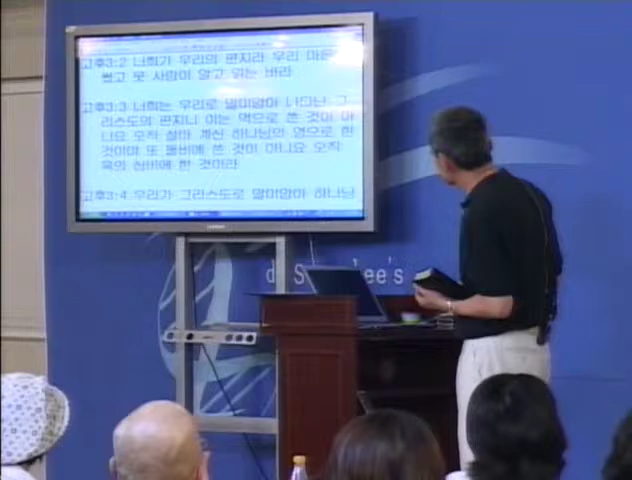 고후3:2 너희가 우리의 편지라 우리 마음
썼고 뭇 사람이 알고 읽는 바라
고후3:3 너희는 우리로 말미암아 나타난 그
리스도의 편지니 이는 먹으로 쓴 것이 아
니요 오직 살아 계신 하나님의 영으로 한
것이며 또 돌비에 쓴 것이 아니요 오직
육의 심비에 한 것이라
고후3:4 우리가 그리스도로 말미암아 하나님
d S ee's